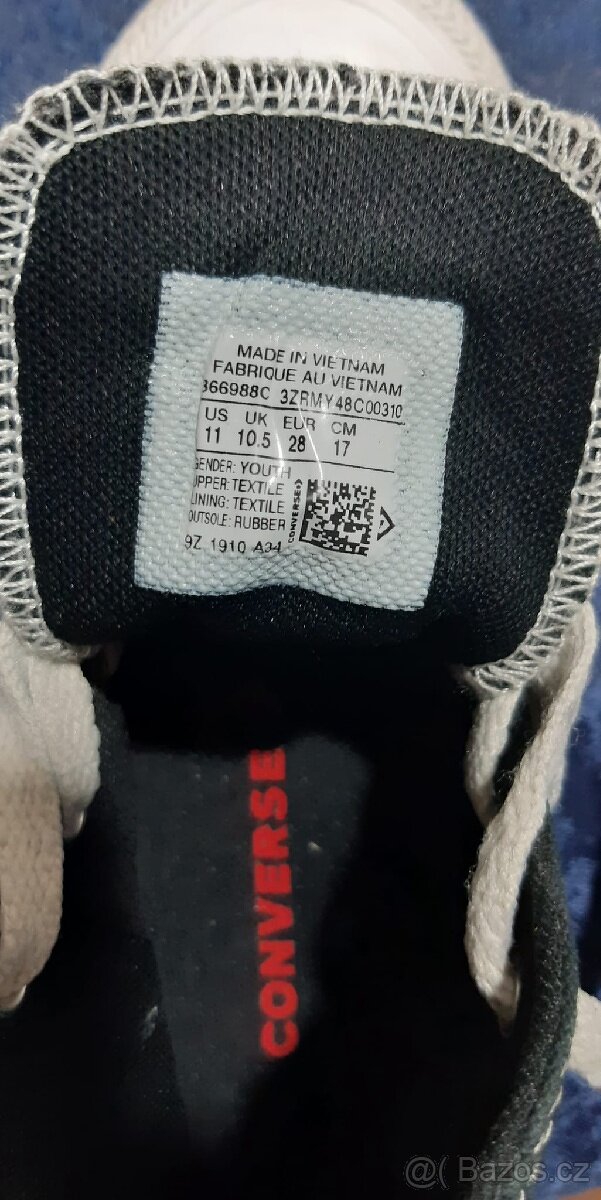 MADE IN VIETNAM
FABRIQUE AU VIETNAM
366988C 3ZRMY48C00310
US UK EUR CM
11 10.5 28 17
GENDER: YOUTH
UPPER: TEXTILE
LINING: TEXTILE
OUTSOLE: RUBBER
9Z 1910 A04
CONVERSE
CONVERSE
@( Bazos.cz